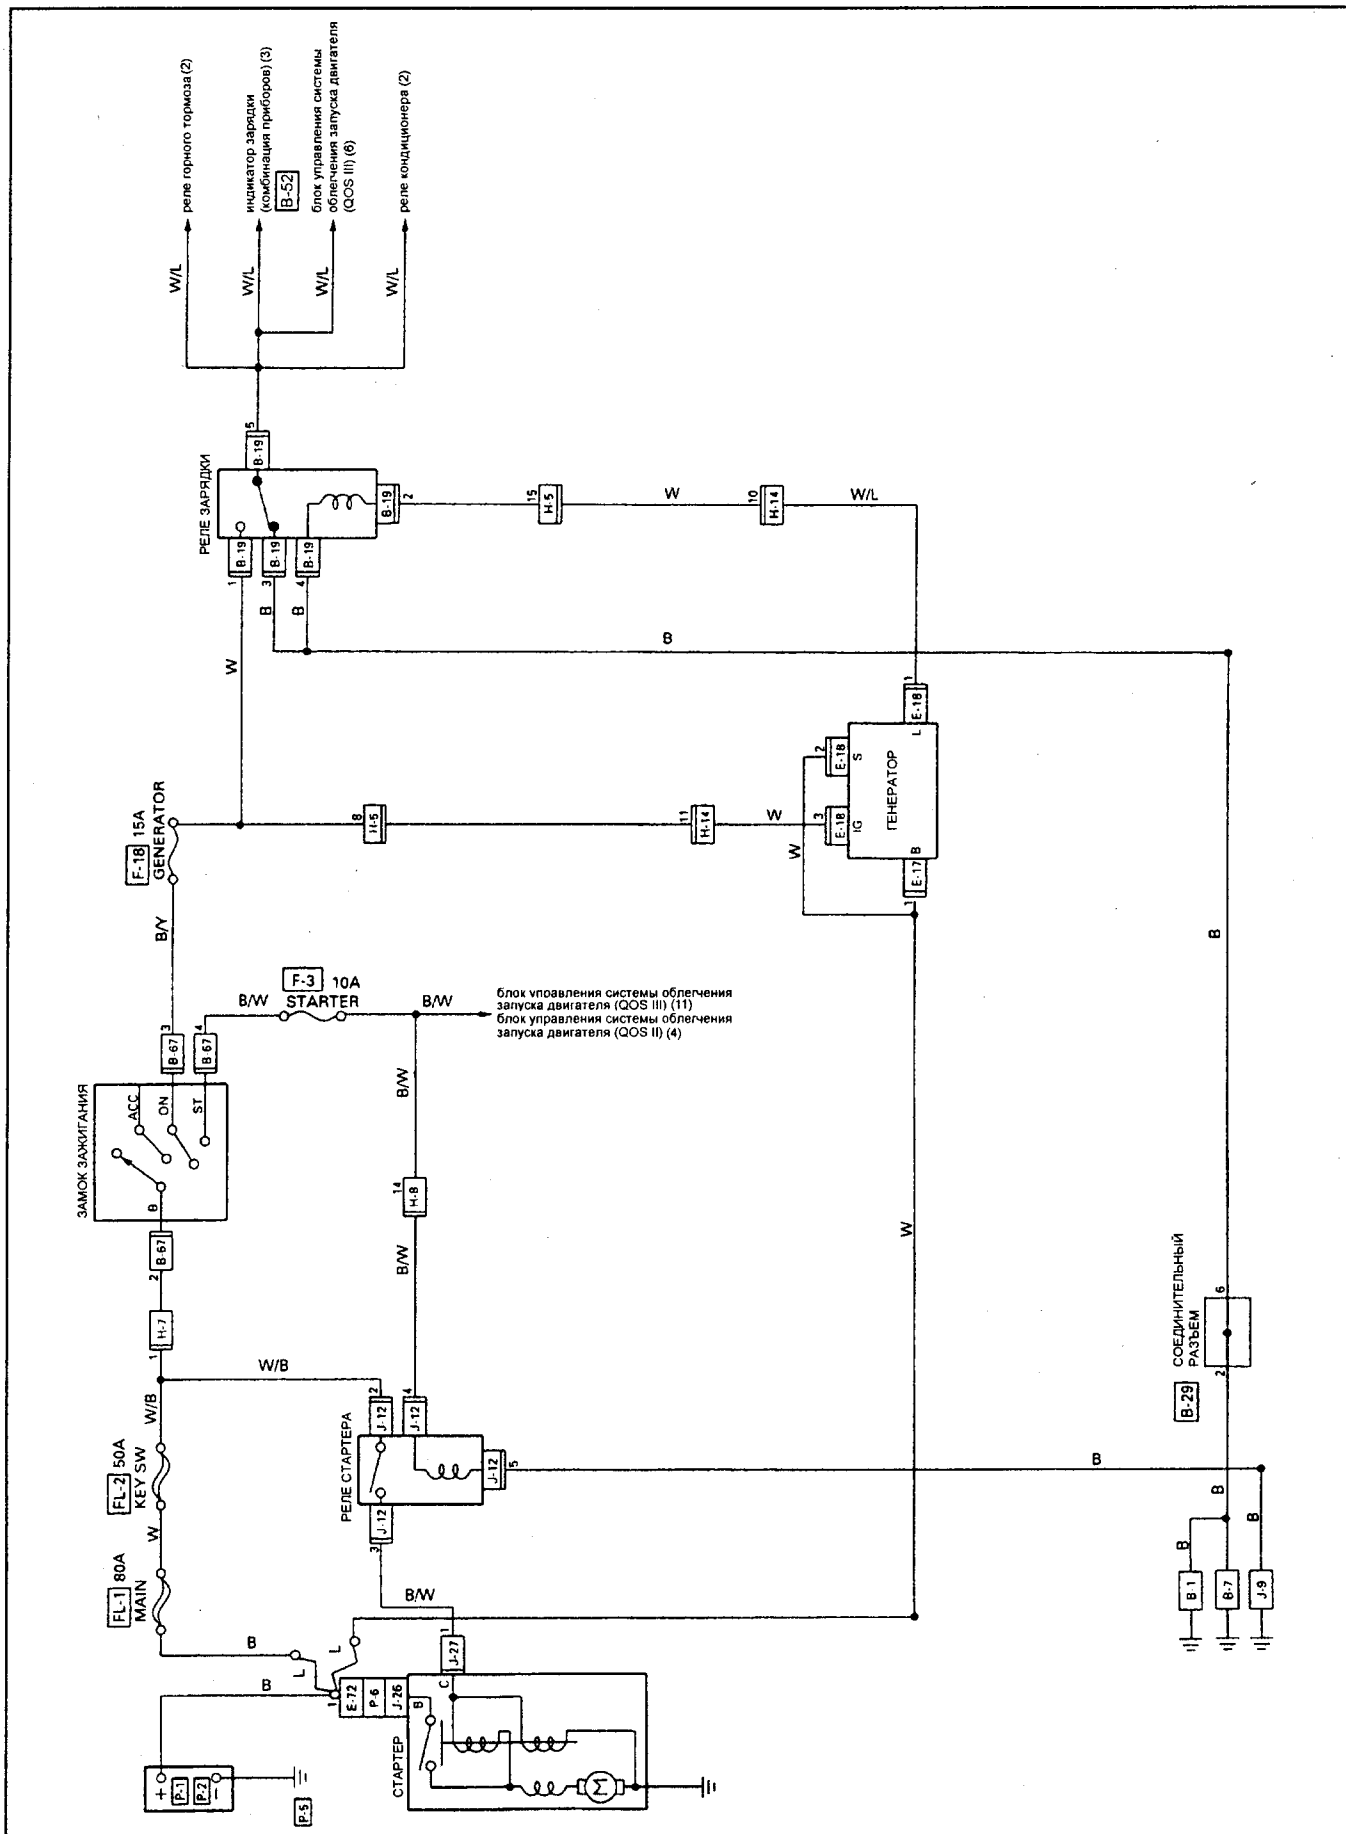 реле горного тормоза (2)
индикатор зарядки
(комбинация приборов) (3)
B-52
блок управления системы
облегчения запуска двигателя
(QOS III) (6)
реле кондиционера (2)
W/L
W/L
W/L
W/L
РЕЛЕ ЗАРЯДКИ
5
B-19
B-19
2
B-19
1
B-19
3
B-19
4
B
B
15
H-5
W
10
H-14
W/L
W
B
F-18 15A
GENERATOR
8
H-5
11
H-14
W
W
3
E-18
IG
2
E-18
S
1
E-18
L
ГЕНЕРАТОР
B
E-17
1
B/Y
3
B-67
4
B-67
B/W
F-3 10A
STARTER
B/W
блок управления системы облегчения
запуска двигателя (QOS III) (11)
блок управления системы облегчения
запуска двигателя (QOS II) (4)
ЗАМОК ЗАЖИГАНИЯ
ACC
ON
ST
B
B-67
2
H-7
1
B/W
14
H-8
B/W
W
B
W/B
W/B
FL-2 50A
KEY SW
W
FL-1 80A
MAIN
РЕЛЕ СТАРТЕРА
2
J-12
4
J-12
J-12
5
J-12
3
B/W
B
СОЕДИНИТЕЛЬНЫЙ
РАЗЪЕМ
B-29
6
2
B
B
B
B-1
B-7
J-9
B
B
L
L
1
E-72
P-6
J-26
B
1
J-27
C
СТАРТЕР
M
+
P-1
P-2
–
P-5